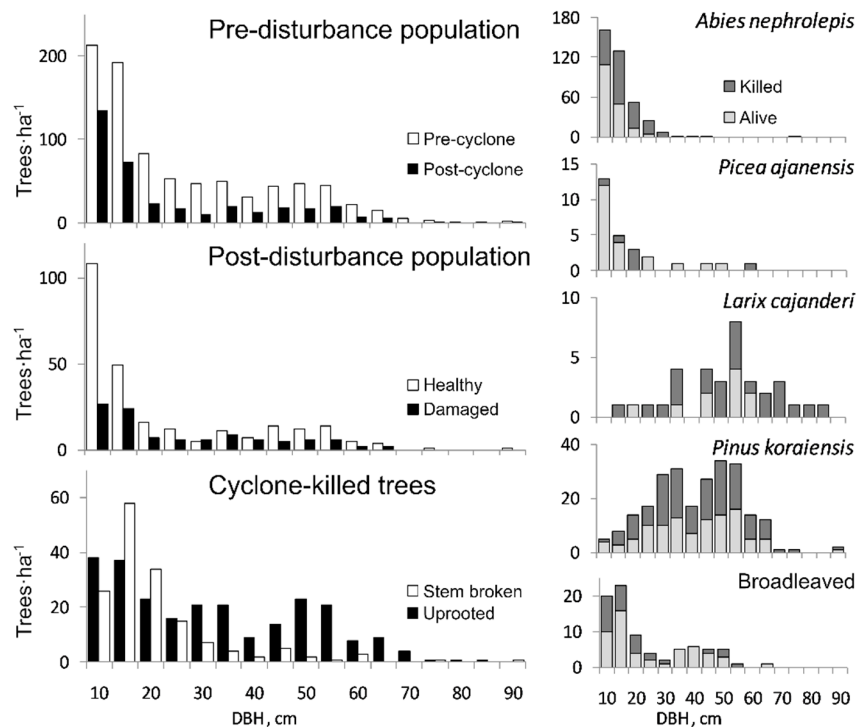 Pre-disturbance population
200
100
0
Trees·ha⁻¹
Pre-cyclone
Post-cyclone
Post-disturbance population
100
50
0
Trees·ha⁻¹
Healthy
Damaged
Cyclone-killed trees
60
40
20
0
Trees·ha⁻¹
Stem broken
Uprooted
10 20 30 40 50 60 70 80 90
DBH, cm
Abies nephrolepis
180
120
60
0
Killed
Alive
Picea ajanensis
15
10
5
0
Larix cajanderi
10
5
0
Pinus koraiensis
40
20
0
Broadleaved
20
10
0
10 20 30 40 50 60 70 80 90
DBH, cm